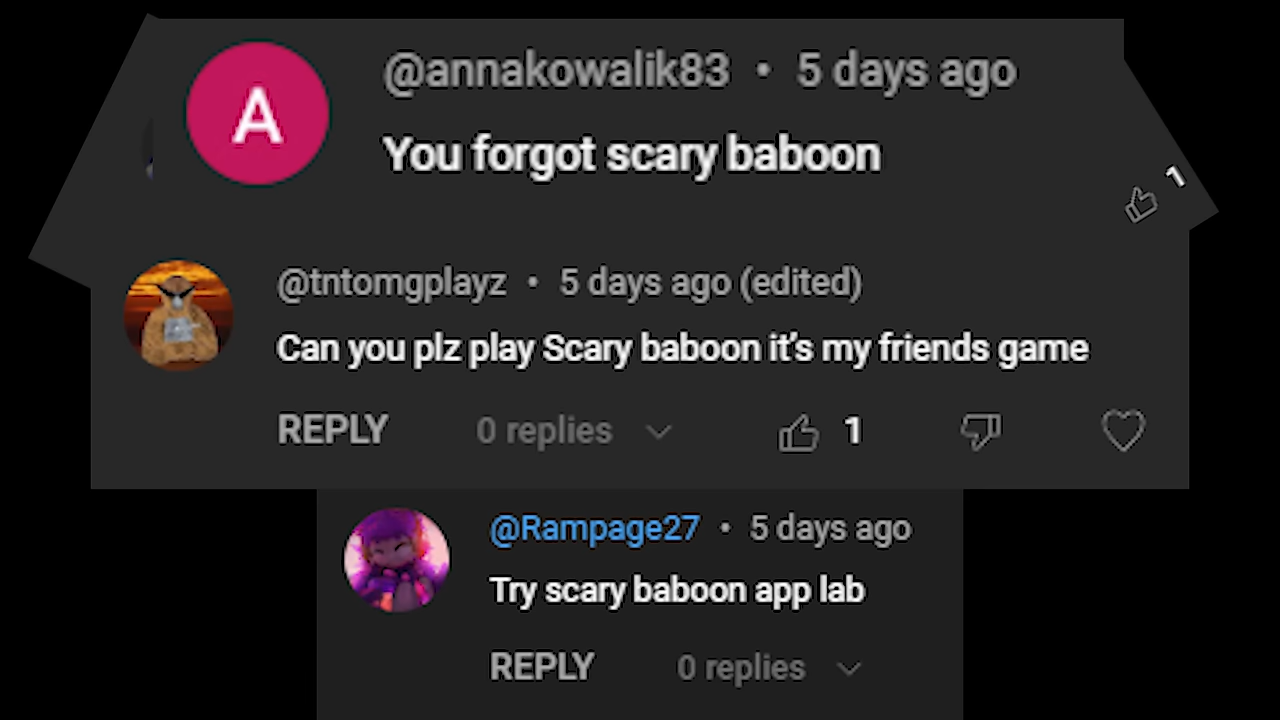 A
@annakowalik83 • 5 days ago
You forgot scary baboon
1
@tntomgplayz • 5 days ago (edited)
Can you plz play Scary baboon it's my friends game
REPLY 0 replies 1
@Rampage27 • 5 days ago
Try scary baboon app lab
REPLY 0 replies